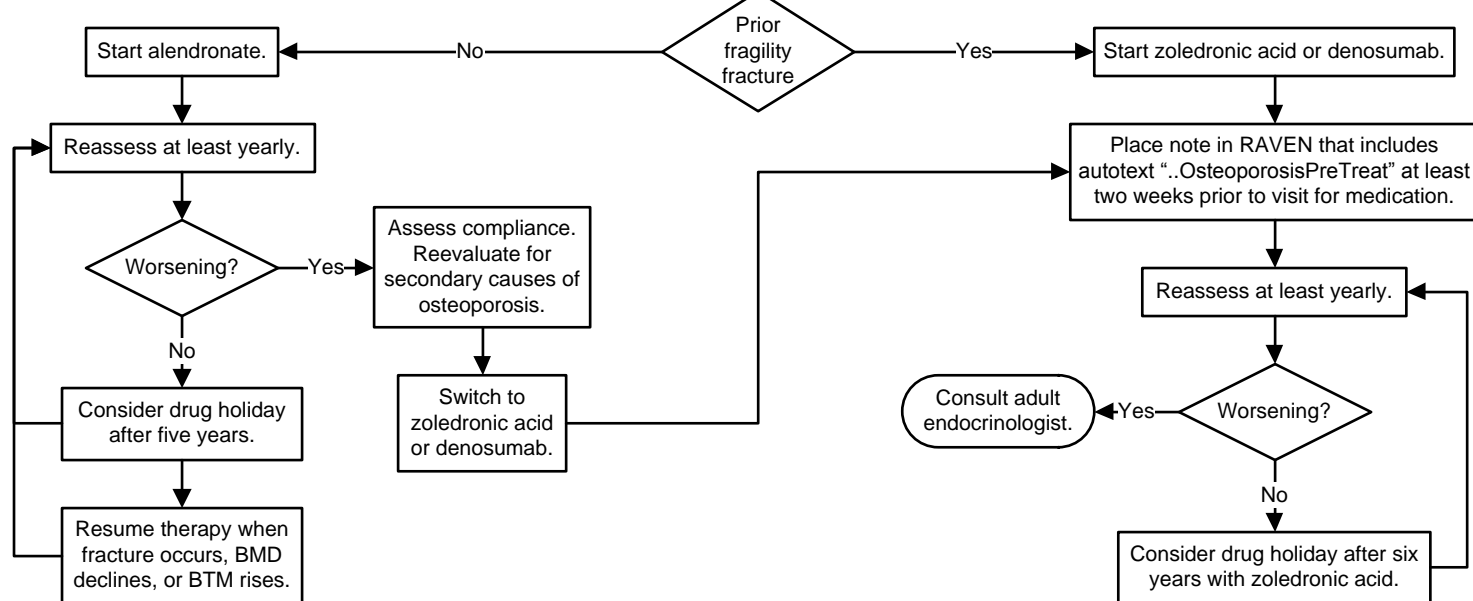 Prior
fragility
fracture
No
Yes
Start alendronate.
Start zoledronic acid or denosumab.
Reassess at least yearly.
Place note in RAVEN that includes
autotext “..OsteoporosisPreTreat” at least
two weeks prior to visit for medication.
Worsening?
Yes
Assess compliance.
Reevaluate for
secondary causes of
osteoporosis.
No
Consider drug holiday
after five years.
Switch to
zoledronic acid
or denosumab.
Resume therapy when
fracture occurs, BMD
declines, or BTM rises.
Reassess at least yearly.
Worsening?
Yes
Consult adult
endocrinologist.
No
Consider drug holiday after six
years with zoledronic acid.